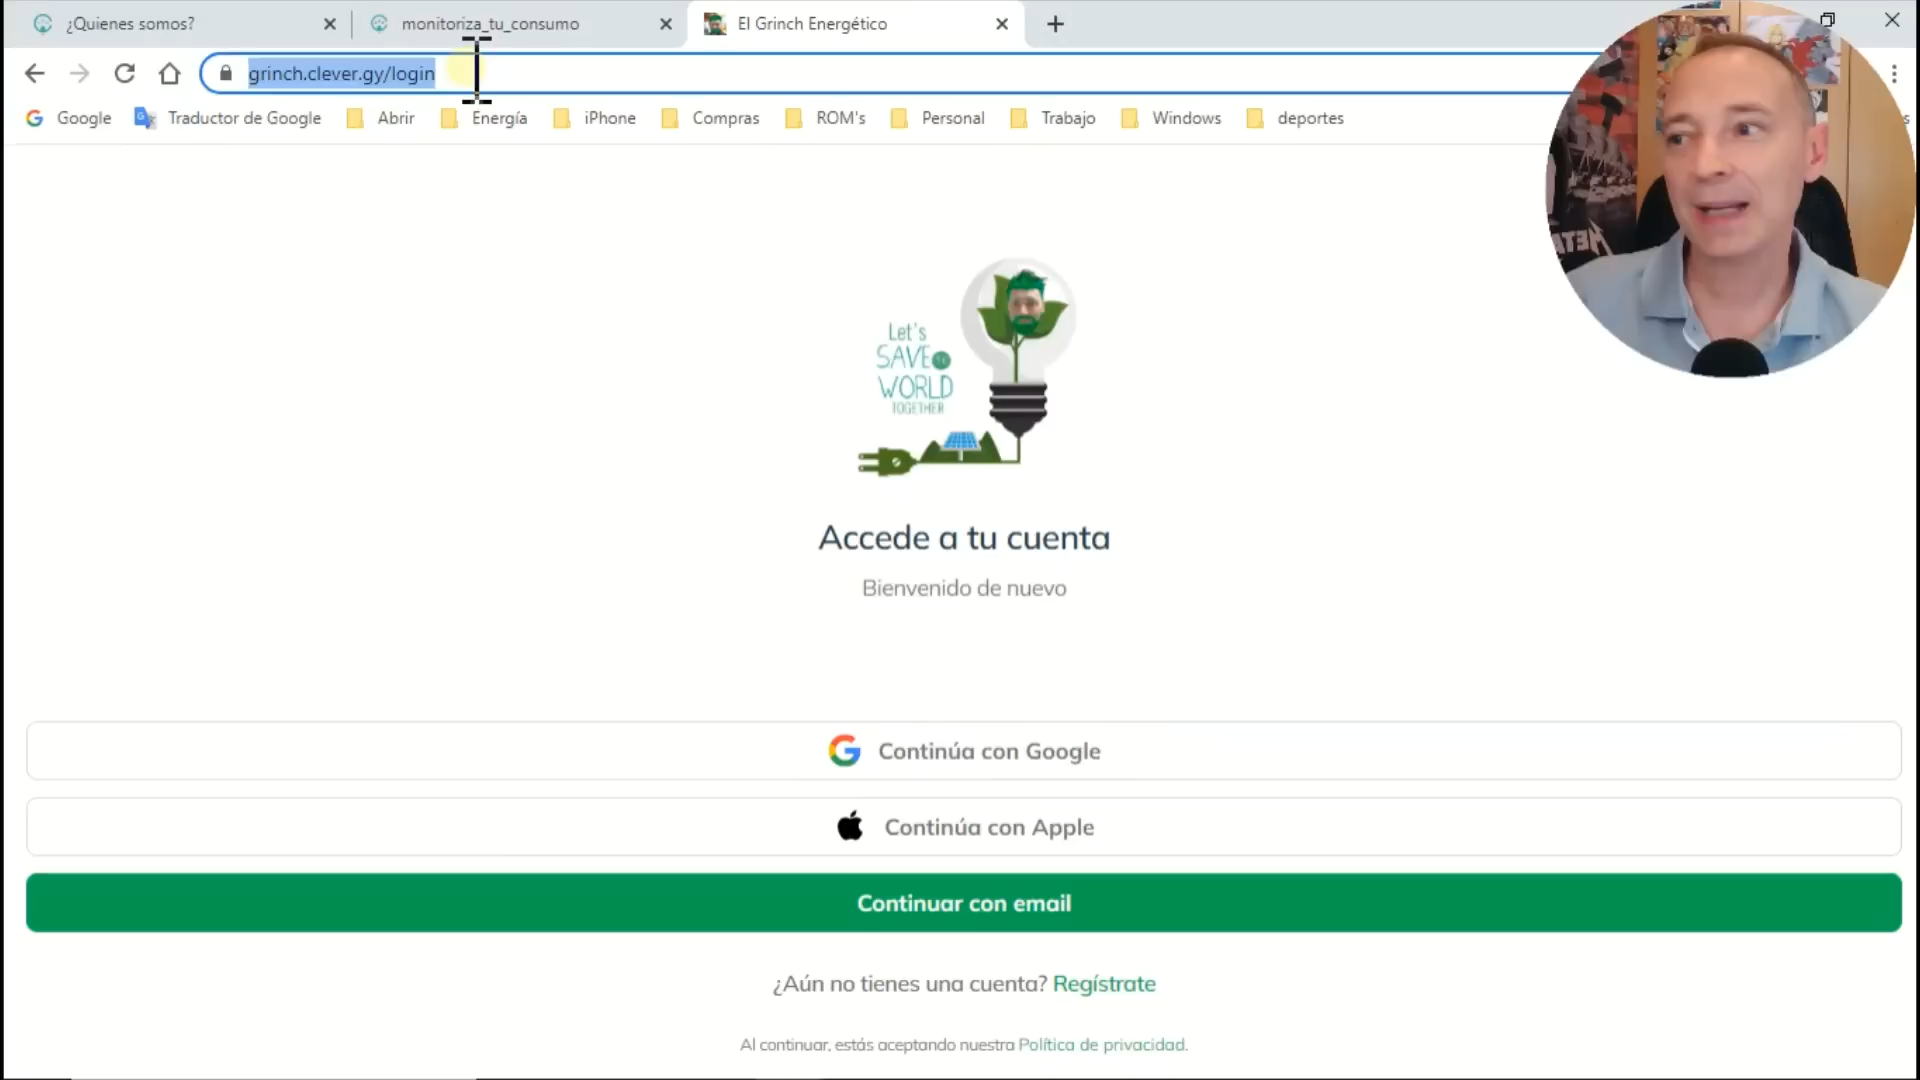 ¿Quienes somos?
monitoriza_tu_consumo
El Grinch Energético
grinch.clever.gy/login
Google
Traductor de Google
Abrir
Energía
iPhone
Compras
ROM's
Personal
Trabajo
Windows
deportes
Let's
SAVE
WORLD
TOGETHER
Accede a tu cuenta
Bienvenido de nuevo
Continúa con Google
Continúa con Apple
Continuar con email
¿Aún no tienes una cuenta? Regístrate
Al continuar, estás aceptando nuestra Política de privacidad.